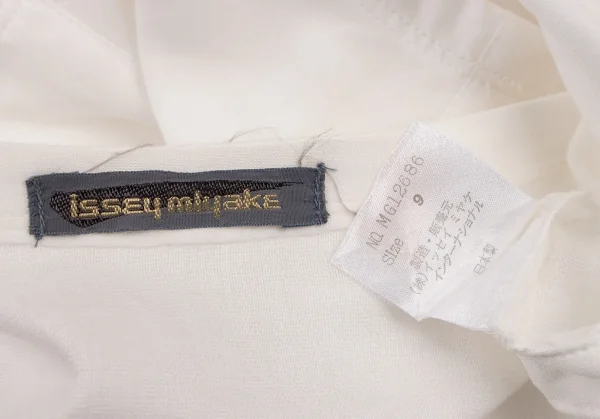 issey miyake
NO. MG12686
Size 9
製造・販売元
(株)イッセイ ミヤケ
インターナショナル
日本製